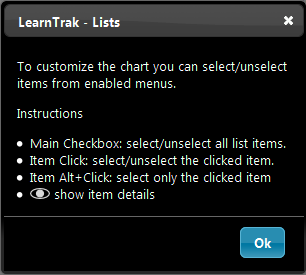 LearnTrak - Lists
To customize the chart you can select/unselect
items from enabled menus.
Instructions
• Main Checkbox: select/unselect all list items.
• Item Click: select/unselect the clicked item.
• Item Alt+Click: select only the clicked item
• show item details
Ok